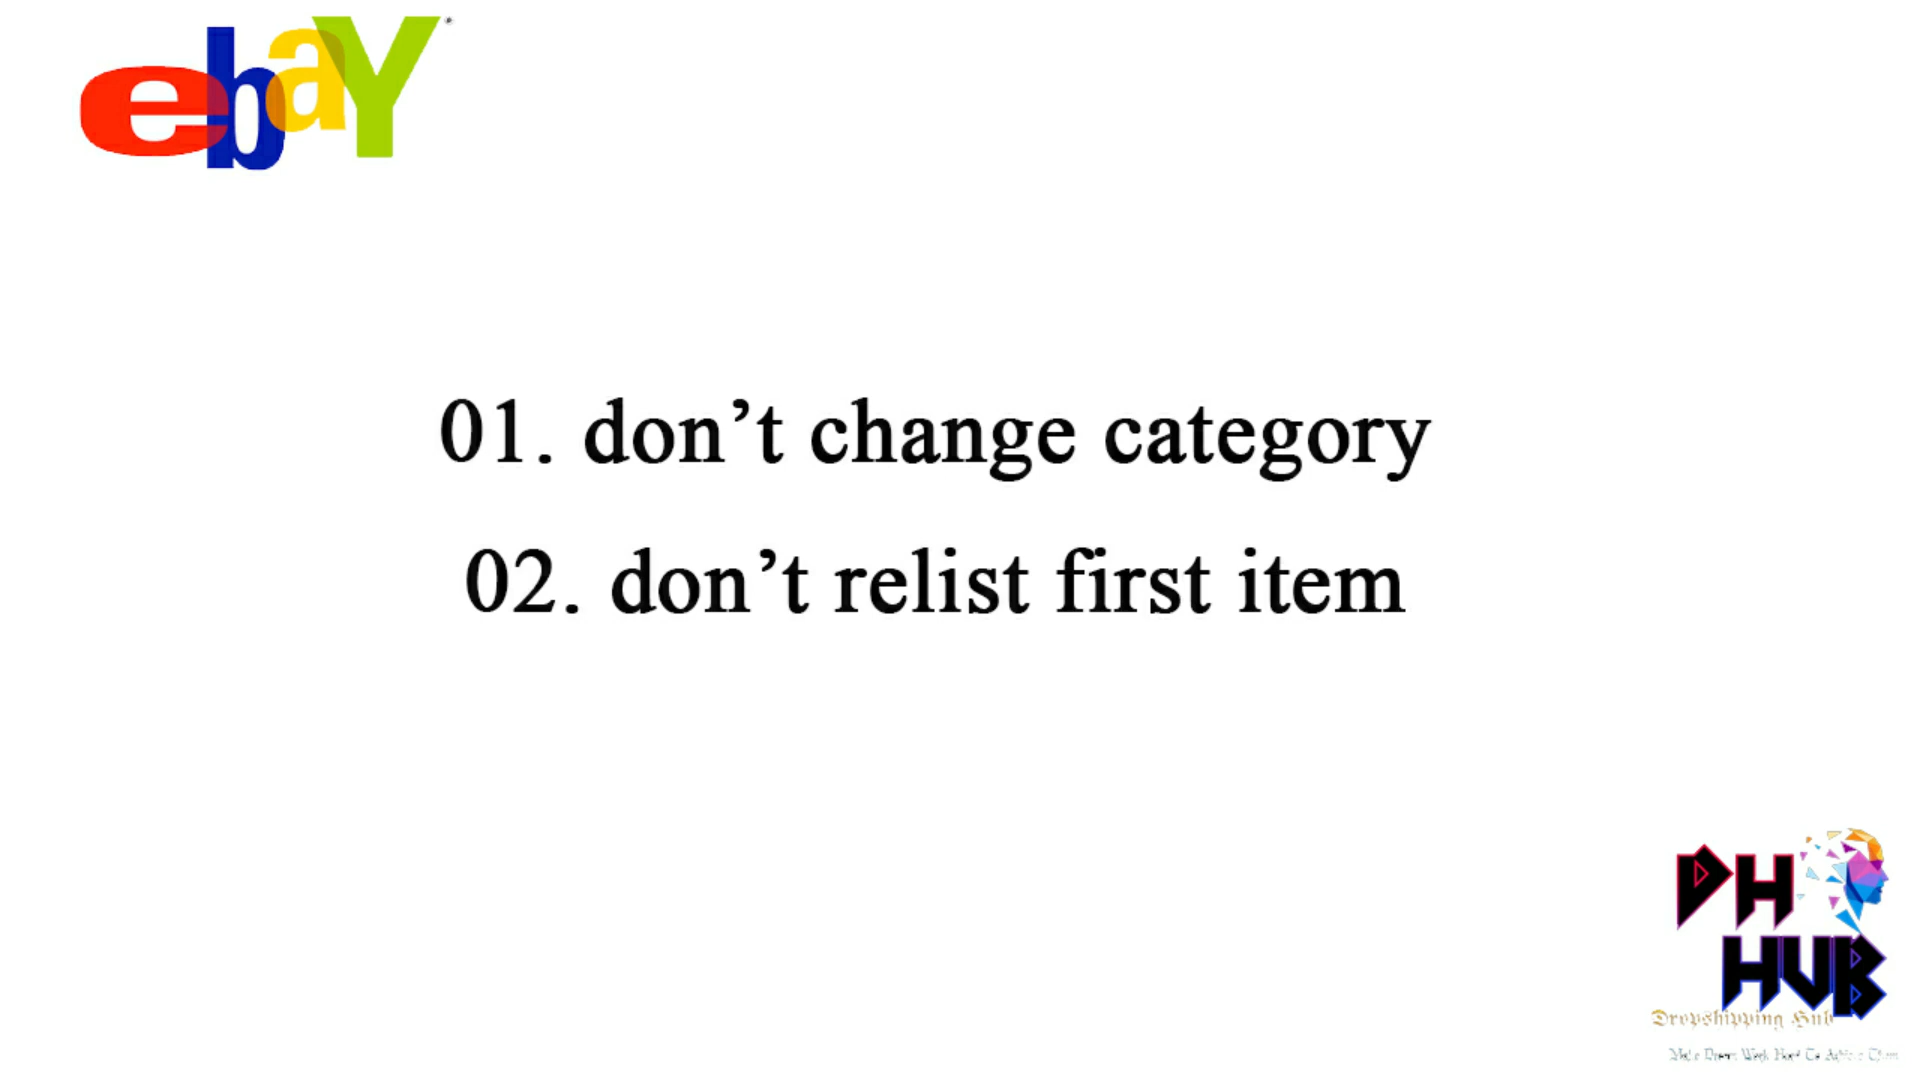 ebaY
01. don’t change category
02. don’t relist first item
DH
HUB
Dropshipping Hub